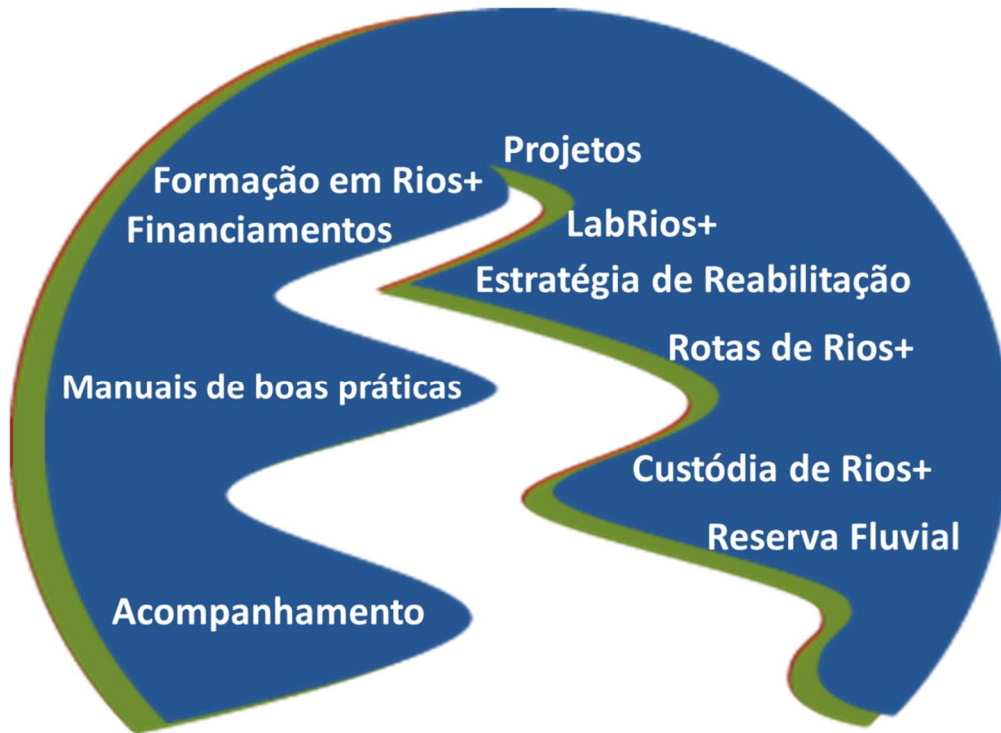 Projetos
Formação em Rios+
Financiamentos
LabRios+
Estratégia de Reabilitação
Rotas de Rios+
Manuais de boas práticas
Custódia de Rios+
Reserva Fluvial
Acompanhamento